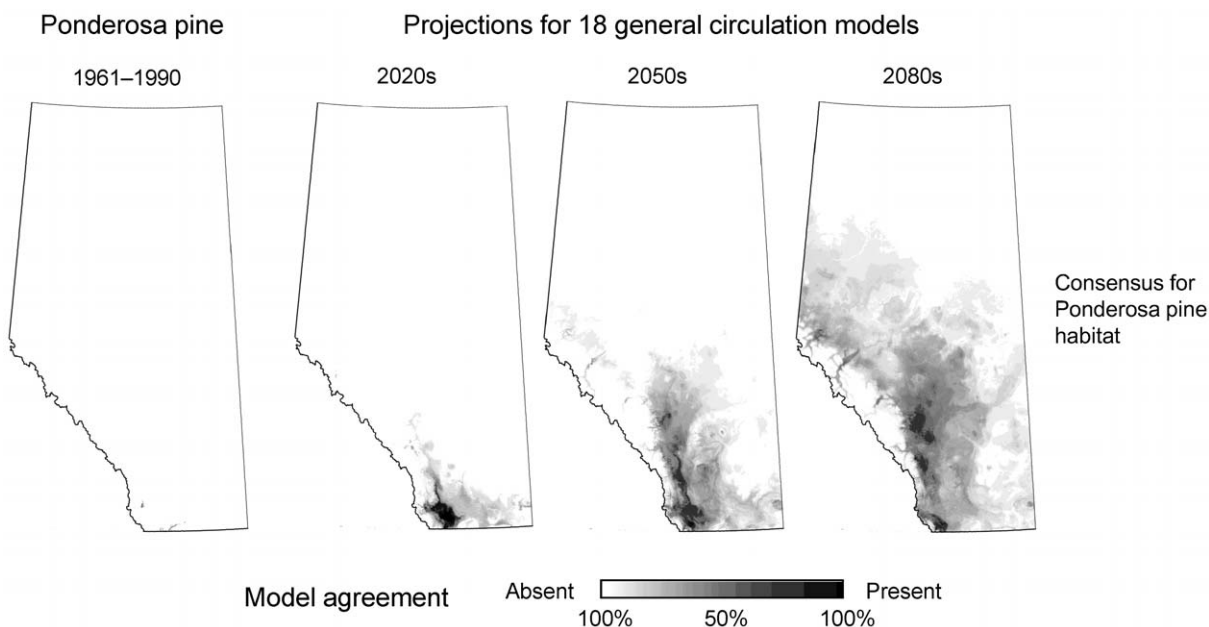 Ponderosa pine
Projections for 18 general circulation models
1961–1990
2020s
2050s
2080s
Consensus for
Ponderosa pine
habitat
Model agreement
Absent
Present
100%
50%
100%